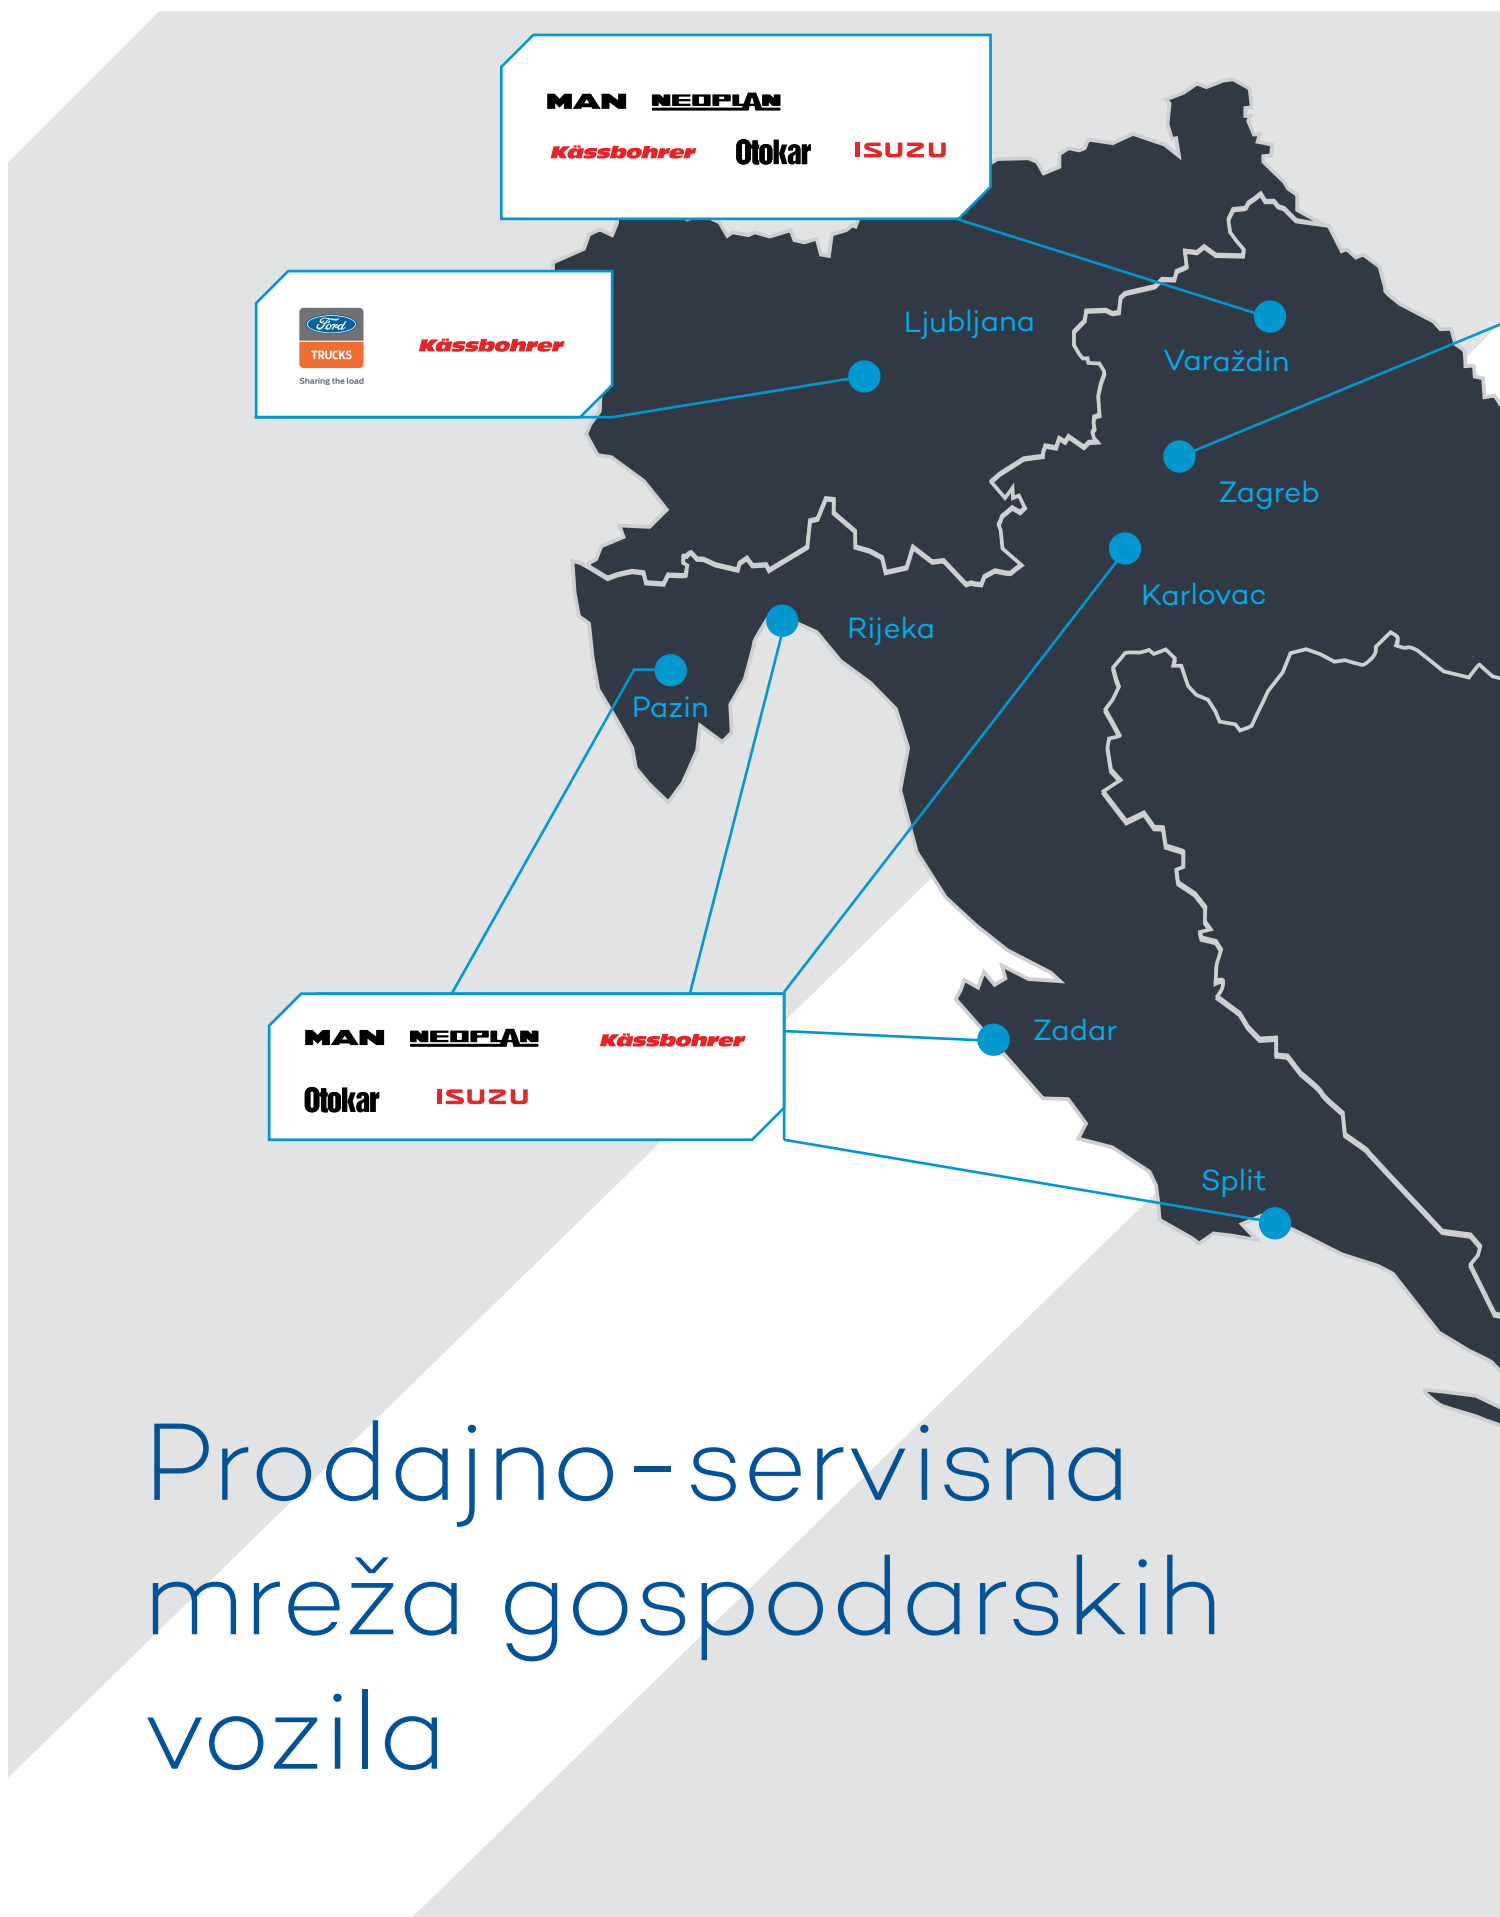 MAN NEOPLAN
Kässbohrer Otokar ISUZU
Ford
TRUCKS
Sharing the load
Kässbohrer
Ljubljana
Varaždin
Zagreb
Karlovac
Rijeka
Pazin
MAN NEOPLAN Kässbohrer
Otokar ISUZU
Zadar
Split
Prodajno-servisna
mreža gospodarskih
vozila